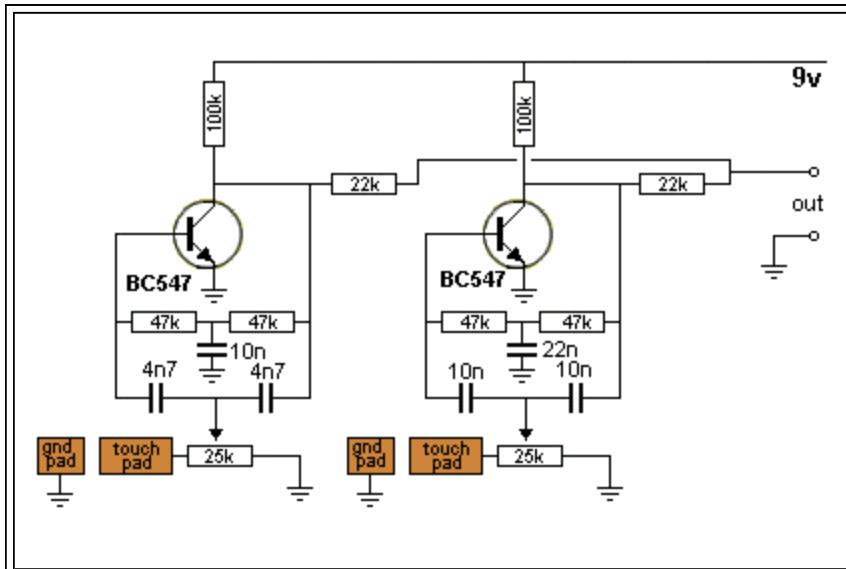 9v
100k
100k
22k
22k
out
BC547
BC547
47k
47k
47k
47k
10n
22n
4n7
4n7
10n
10n
gnd
pad
touch
pad
25k
gnd
pad
touch
pad
25k